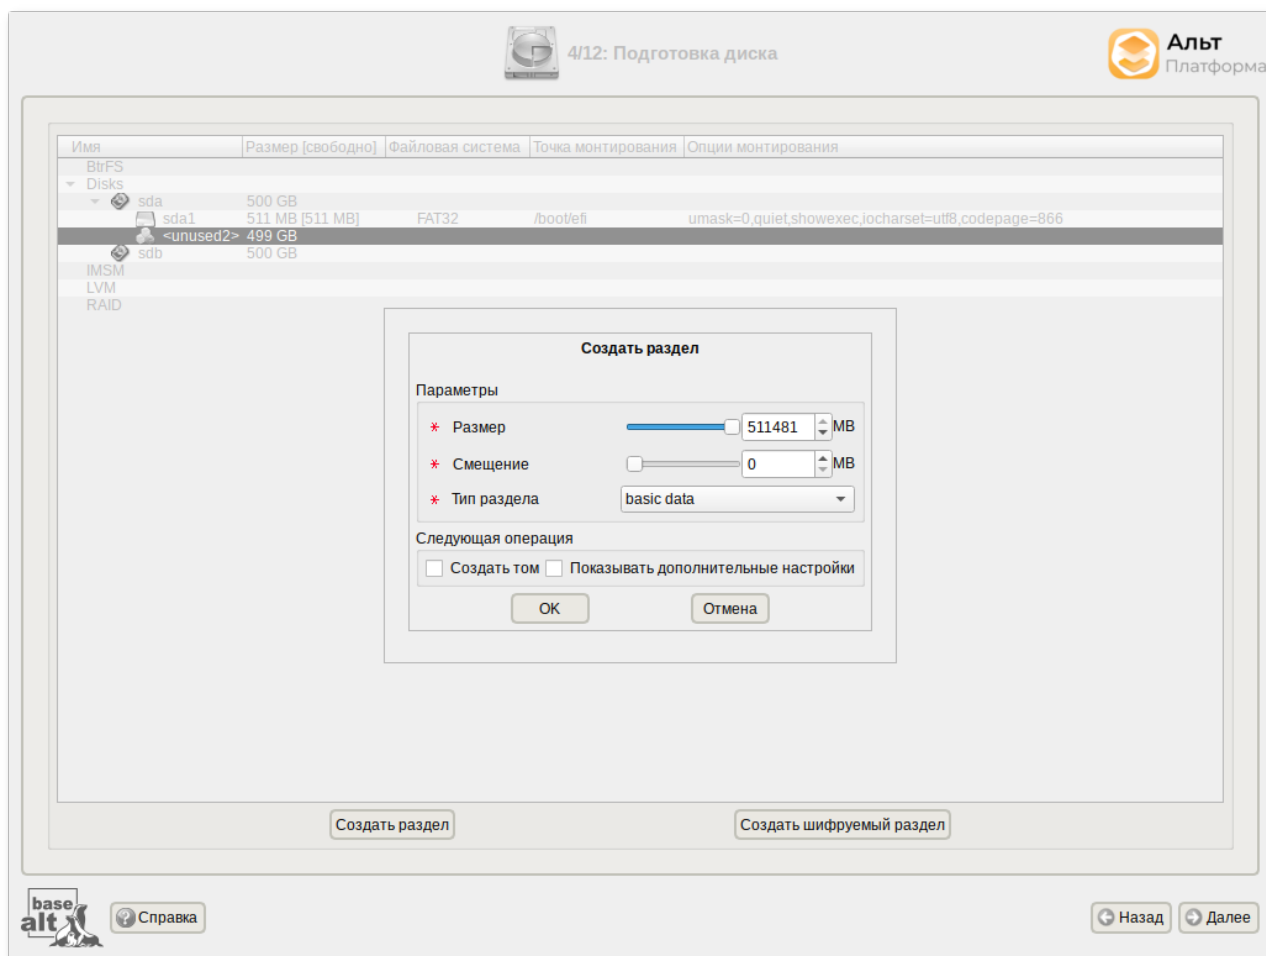 4/12: Подготовка диска
Альт
Платформа
Имя Размер [свободно] Файловая система Точка монтирования Опции монтирования
BtrFS
Disks
sda 500 GB
sda1 511 MB [511 MB] FAT32 /boot/efi umask=0,quiet,showexec,iocharset=utf8,codepage=866
<unused2> 499 GB
sdb 500 GB
IMSM
LVM
RAID
Создать раздел
Параметры
* Размер 511481 MB
* Смещение 0 MB
* Тип раздела basic data
Следующая операция
Создать том Показывать дополнительные настройки
OK Отмена
Создать раздел Создать шифруемый раздел
base
alt
Справка Назад Далее